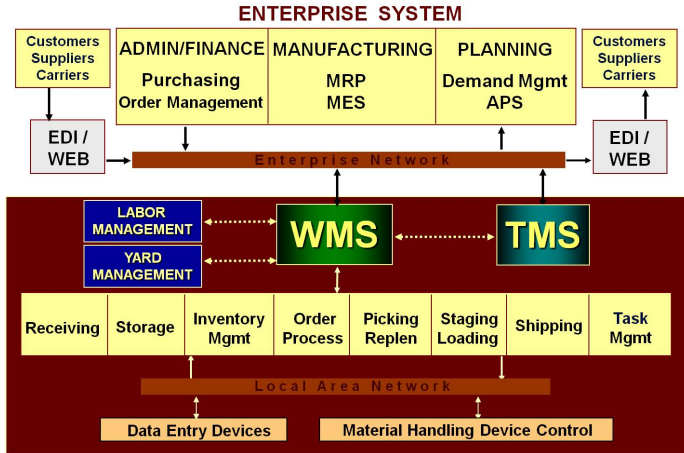 ENTERPRISE SYSTEM
Customers
Suppliers
Carriers
ADMIN/FINANCE
Purchasing
Order Management
MANUFACTURING
MRP
MES
PLANNING
Demand Mgmt
APS
Customers
Suppliers
Carriers
EDI /
WEB
Enterprise Network
EDI /
WEB
LABOR
MANAGEMENT
YARD
MANAGEMENT
WMS
TMS
Receiving
Storage
Inventory
Mgmt
Order
Process
Picking
Replen
Staging
Loading
Shipping
Task
Mgmt
Local Area Network
Data Entry Devices
Material Handling Device Control